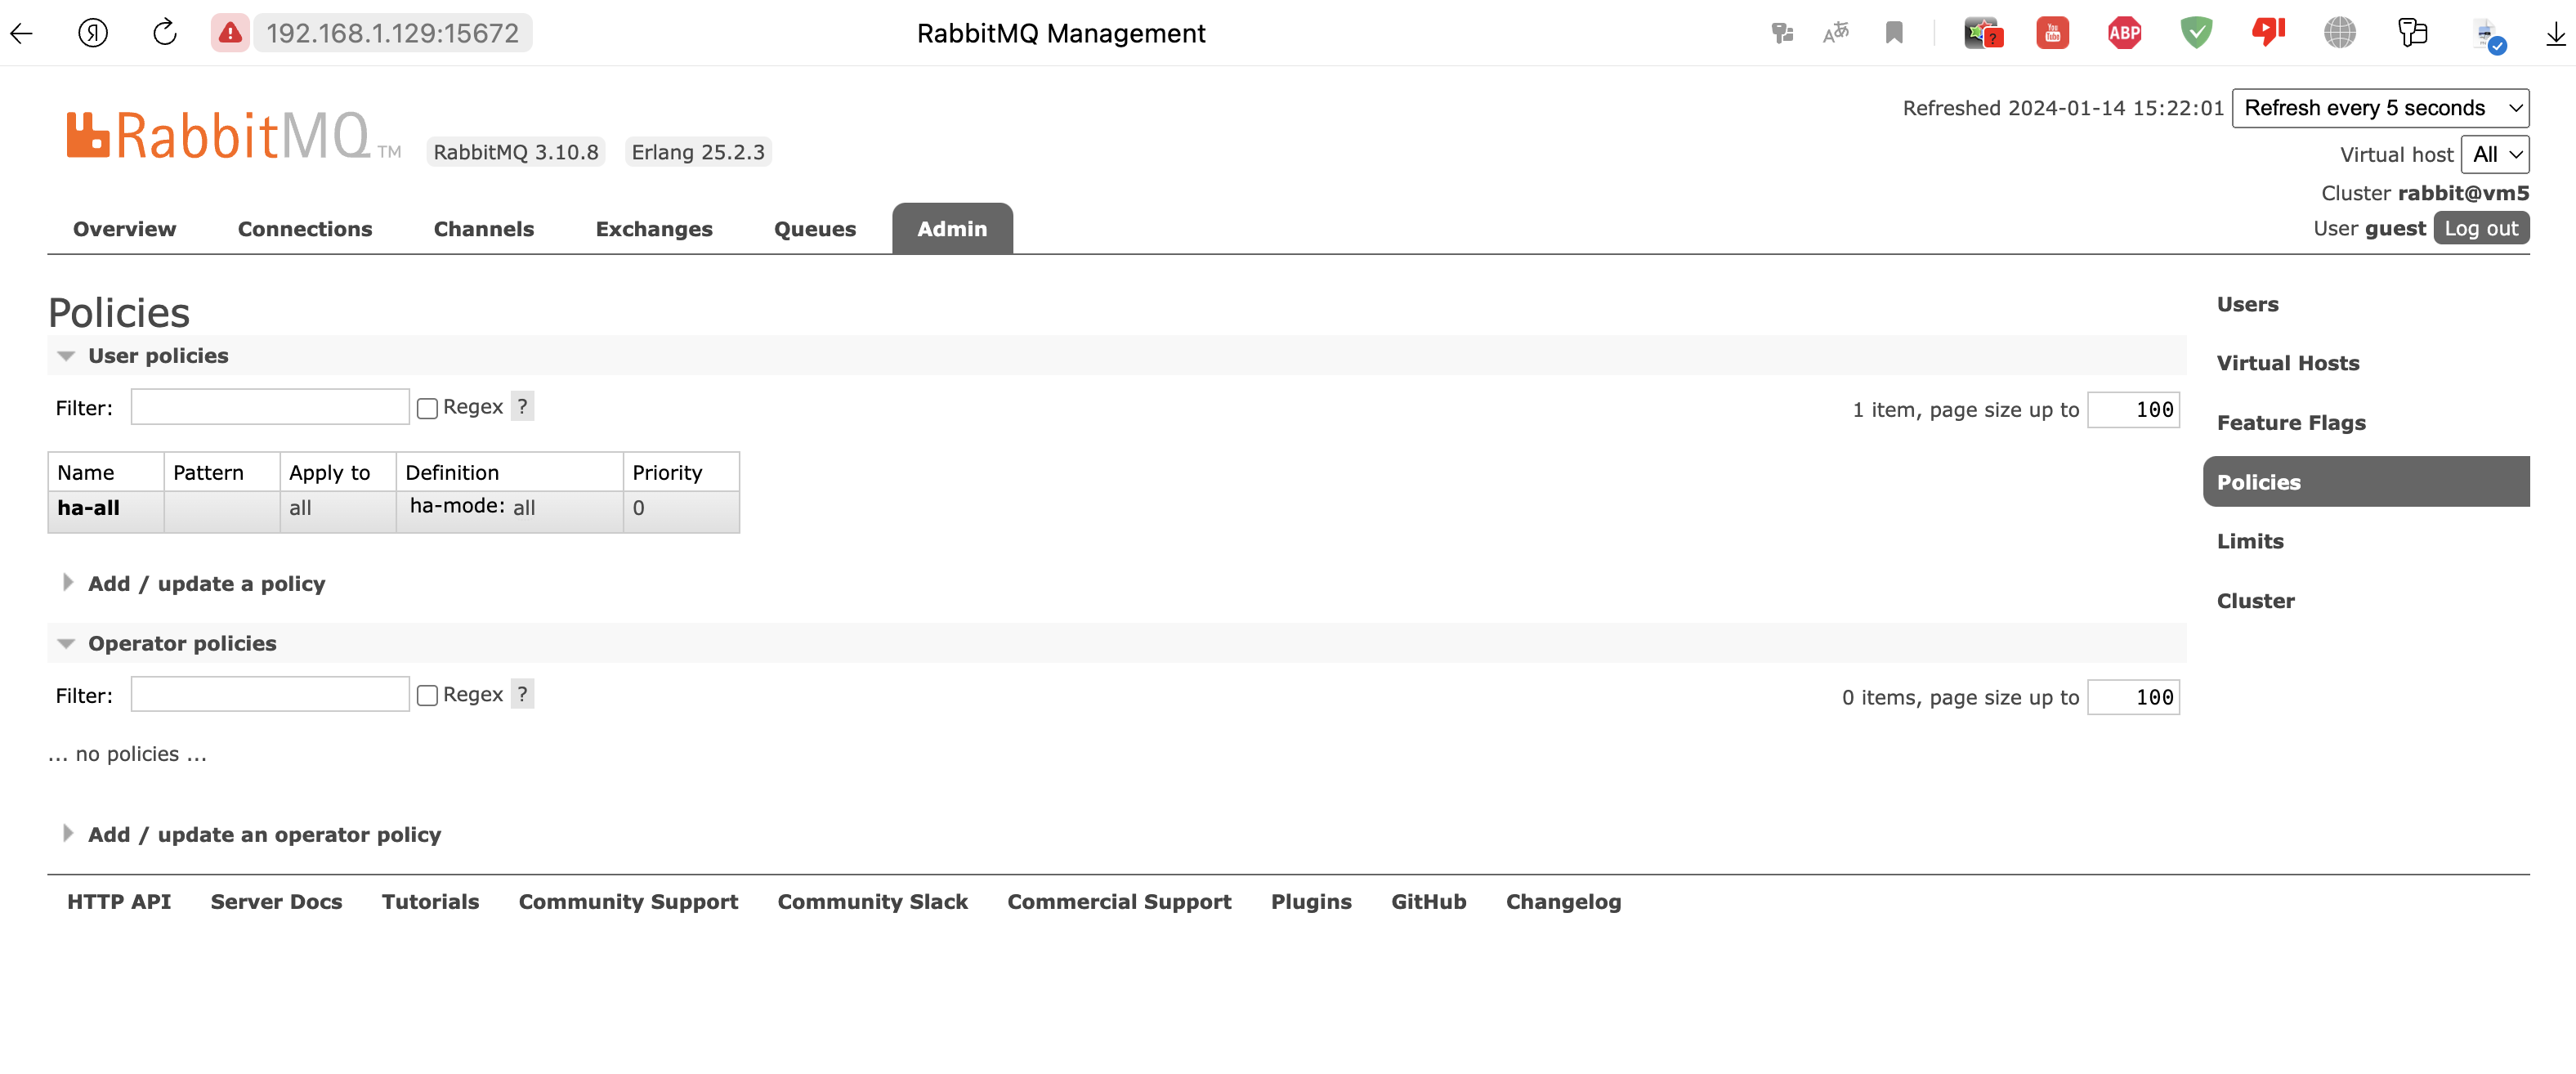 192.168.1.129:15672 RabbitMQ Management
Refreshed 2024-01-14 15:22:01 Refresh every 5 seconds
RabbitMQ TM RabbitMQ 3.10.8 Erlang 25.2.3
Virtual host All
Cluster rabbit@vm5
Overview Connections Channels Exchanges Queues Admin
User guest Log out
Policies
User policies
Filter: Regex ? 1 item, page size up to 100
Name Pattern Apply to Definition Priority
ha-all all ha-mode: all 0
Add / update a policy
Operator policies
Filter: Regex ? 0 items, page size up to 100
... no policies ...
Add / update an operator policy
Users
Virtual Hosts
Feature Flags
Policies
Limits
Cluster
HTTP API Server Docs Tutorials Community Support Community Slack Commercial Support Plugins GitHub Changelog